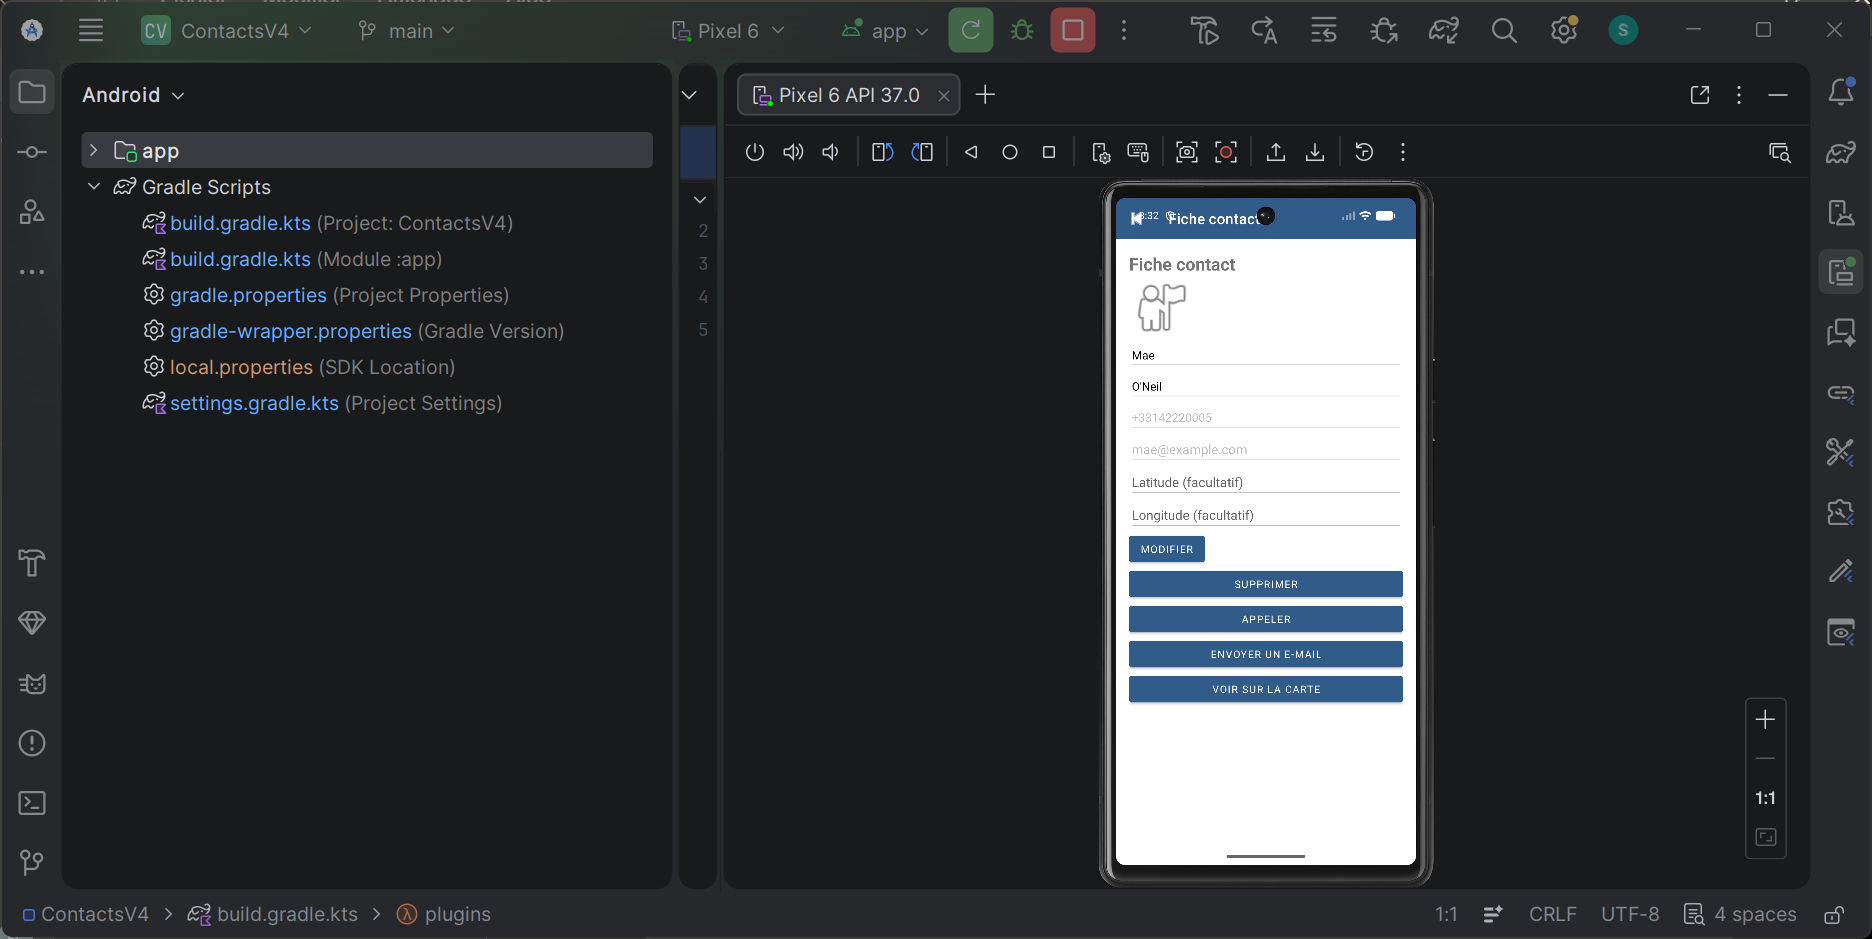 CV ContactsV4 main Pixel 6 app S
Android
Pixel 6 API 37.0
app
Gradle Scripts
build.gradle.kts (Project: ContactsV4)
build.gradle.kts (Module :app)
gradle.properties (Project Properties)
gradle-wrapper.properties (Gradle Version)
local.properties (SDK Location)
settings.gradle.kts (Project Settings)
2
3
4
5
:32 Fiche contact
Fiche contact
Mae
O'Neil
+33142220005
mae@example.com
Latitude (facultatif)
Longitude (facultatif)
MODIFIER
SUPPRIMER
APPELER
ENVOYER UN E-MAIL
VOIR SUR LA CARTE
1:1
ContactsV4 build.gradle.kts plugins 1:1 CRLF UTF-8 4 spaces